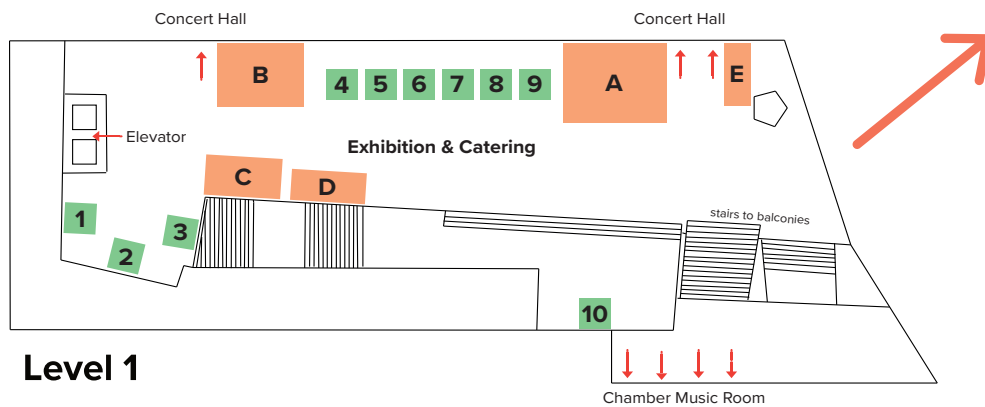 Concert Hall
Concert Hall
B
4 5 6 7 8 9
A
E
Elevator
Exhibition & Catering
C
D
1
2
3
stairs to balconies
10
Level 1
Chamber Music Room